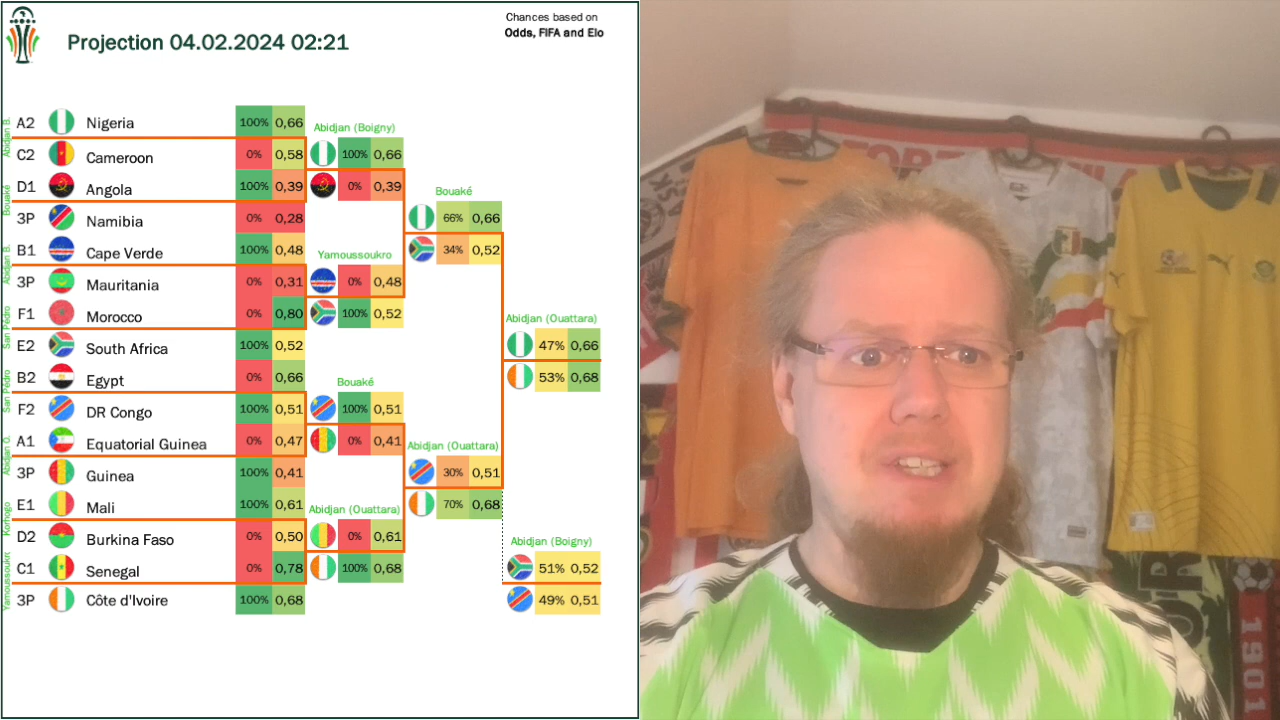 Chances based on
Odds, FIFA and Elo
Projection 04.02.2024 02:21
A2 Nigeria 100% 0,66
Abidjan (Boigny)
C2 Cameroon 0% 0,58
100% 0,66
D1 Angola 100% 0,39
0% 0,39
Bouaké
3P Namibia 0% 0,28
66% 0,66
B1 Cape Verde 100% 0,48
34% 0,52
Yamoussoukro
3P Mauritania 0% 0,31
0% 0,48
F1 Morocco 0% 0,80
100% 0,52
Abidjan (Ouattara)
E2 South Africa 100% 0,52
47% 0,66
B2 Egypt 0% 0,66
53% 0,68
Bouaké
F2 DR Congo 100% 0,51
100% 0,51
A1 Equatorial Guinea 0% 0,47
0% 0,41
Abidjan (Ouattara)
3P Guinea 100% 0,41
30% 0,51
E1 Mali 100% 0,61
70% 0,68
Abidjan (Ouattara)
D2 Burkina Faso 0% 0,50
0% 0,61
Abidjan (Boigny)
C1 Senegal 0% 0,78
100% 0,68
51% 0,52
3P Côte d'Ivoire 100% 0,68
49% 0,51
Abidjan B.
Bouaké
Abidjan B.
San Pédro
San Pédro
Abidjan O.
Korhogo
Yamoussoukro
1901